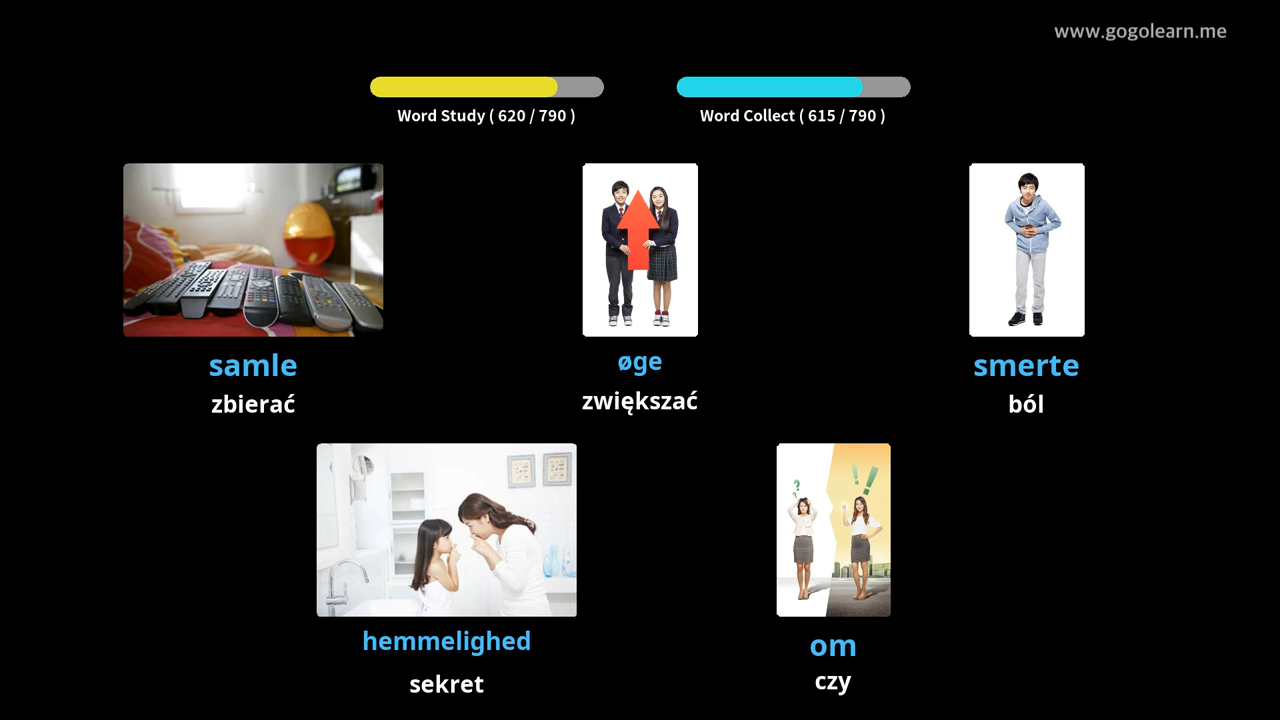 www.gogolearn.me
Word Study ( 620 / 790 )
Word Collect ( 615 / 790 )
samle
zbierać
øge
zwiększać
smerte
ból
hemmelighed
sekret
om
czy